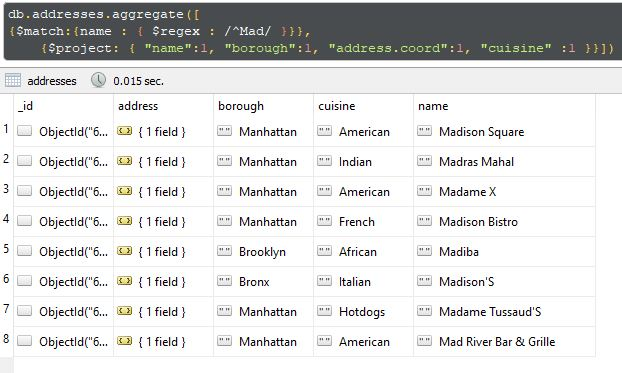 db.addresses.aggregate([
{$match:{name : { $regex : /^Mad/ }}},
{$project: { "name":1, "borough":1, "address.coord":1, "cuisine" :1 }}])
addresses 0.015 sec.
_id address borough cuisine name
1 ObjectId("6... { 1 field } Manhattan American Madison Square
2 ObjectId("6... { 1 field } Manhattan Indian Madras Mahal
3 ObjectId("6... { 1 field } Manhattan American Madame X
4 ObjectId("6... { 1 field } Manhattan French Madison Bistro
5 ObjectId("6... { 1 field } Brooklyn African Madiba
6 ObjectId("6... { 1 field } Bronx Italian Madison'S
7 ObjectId("6... { 1 field } Manhattan Hotdogs Madame Tussaud'S
8 ObjectId("6... { 1 field } Manhattan American Mad River Bar & Grille